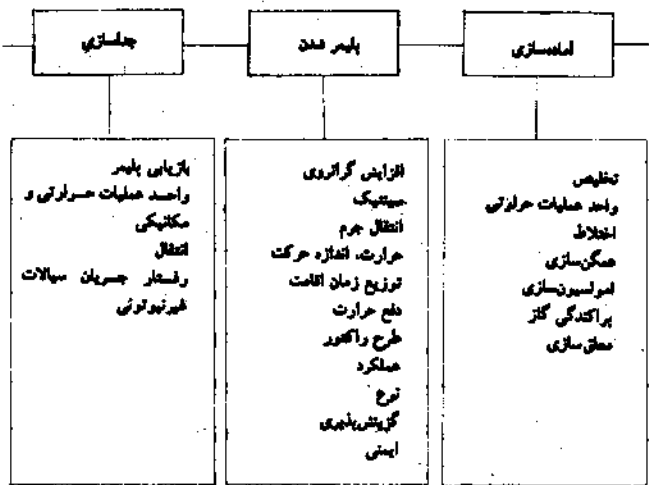 آماده‌سازی
تخلیص
واحد عملیات حرارتی
اختلاط
همگن‌سازی
امولسیون‌سازی
پراکندگی گاز
معلق‌سازی
پلیمر شدن
افزایش گرانروی
سینتیک
انتقال جرم
حرارت، اندازه حرکت
توزیع زمان اقامت
دفع حرارت
طرح راکتور
عملکرد
نوع
گزینش‌پذیری
ایمنی
جداسازی
بازیابی پلیمر
واحد عملیات حرارتی و
مکانیکی
انتقال
رفتار جریان سیالات
غیرنیوتونی